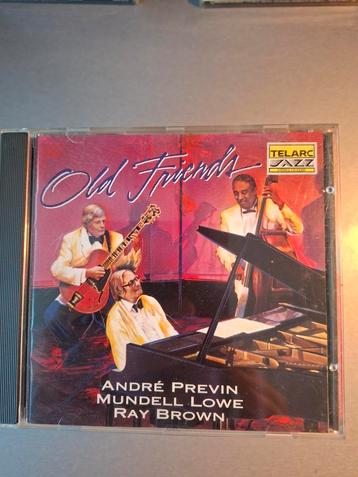 TELARC
JAZZ
Old Friends
ANDRÉ PREVIN
MUNDELL LOWE
RAY BROWN